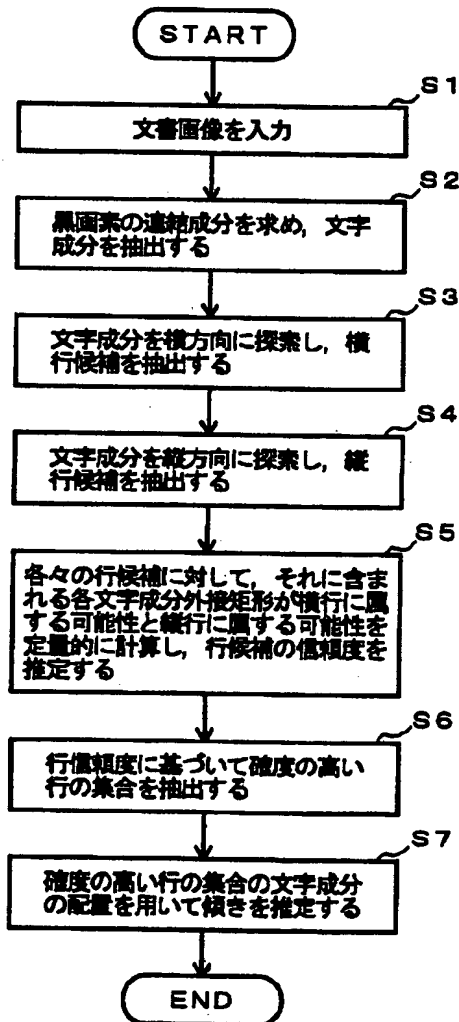 START
S1
文書画像を入力
S2
黒画素の連結成分を求め，文字
成分を抽出する
S3
文字成分を横方向に探索し，横
行候補を抽出する
S4
文字成分を縦方向に探索し，縦
行候補を抽出する
S5
各々の行候補に対して，それに含ま
れる各文字成分外接矩形が横行に属
する可能性と縦行に属する可能性を
定量的に計算し，行候補の信頼度を
推定する
S6
行信頼度に基づいて確度の高い
行の集合を抽出する
S7
確度の高い行の集合の文字成分
の配置を用いて傾きを推定する
END